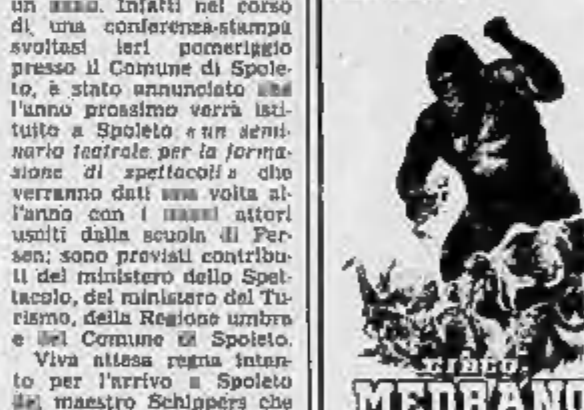 un Infatti nel corso
di una conferenza-stampa
svoltasi ieri pomeriggio
presso il Comune di Spole-
to, è stato annunciato
l'anno prossimo verrà isti-
tuito a Spoleto «un semi-
nario teatrale per la forma-
zione di spettacoli» che
verranno dati volta al-
l'anno con i attori
usciti dalla scuola di Fer-
sen; sono previsti contribu-
ti del ministero dello Spet-
tacolo, del ministero del Tu-
rismo, della Regione umbra
e Comune Spoleto.
Viva attesa regna intan-
to per l'arrivo a Spoleto
maestro Schippers che
CIRCO
MEDRANO